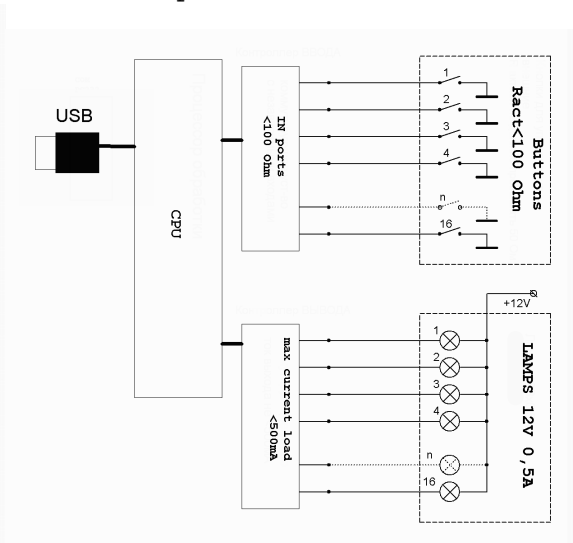 USB
CPU
IN ports
<100 Ohm
1
2
3
4
n
16
Buttons
Ract<100 Ohm
+12V
max current load
<500mA
1
2
3
4
n
16
LAMPS 12V 0,5A